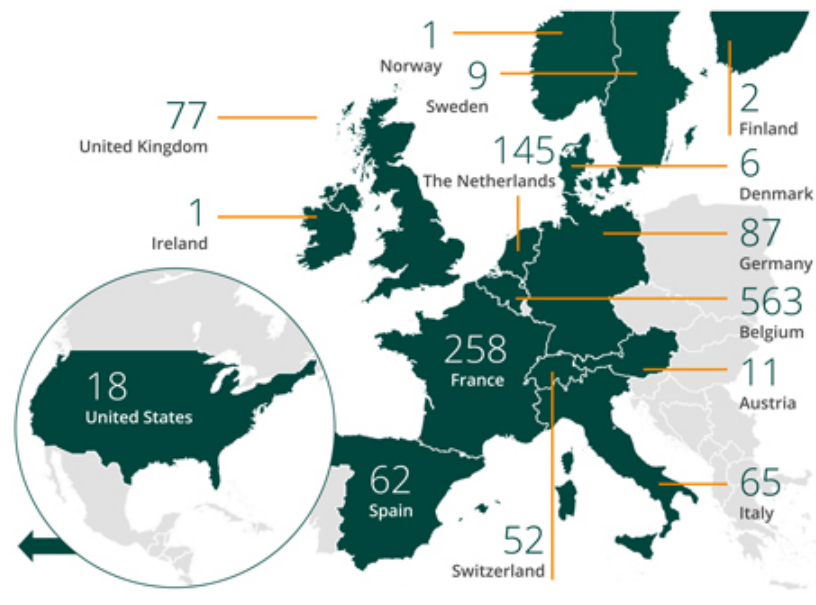 1
Norway
9
Sweden
2
Finland
77
United Kingdom
145
The Netherlands
6
Denmark
1
Ireland
87
Germany
563
Belgium
258
France
11
Austria
18
United States
62
Spain
65
Italy
52
Switzerland